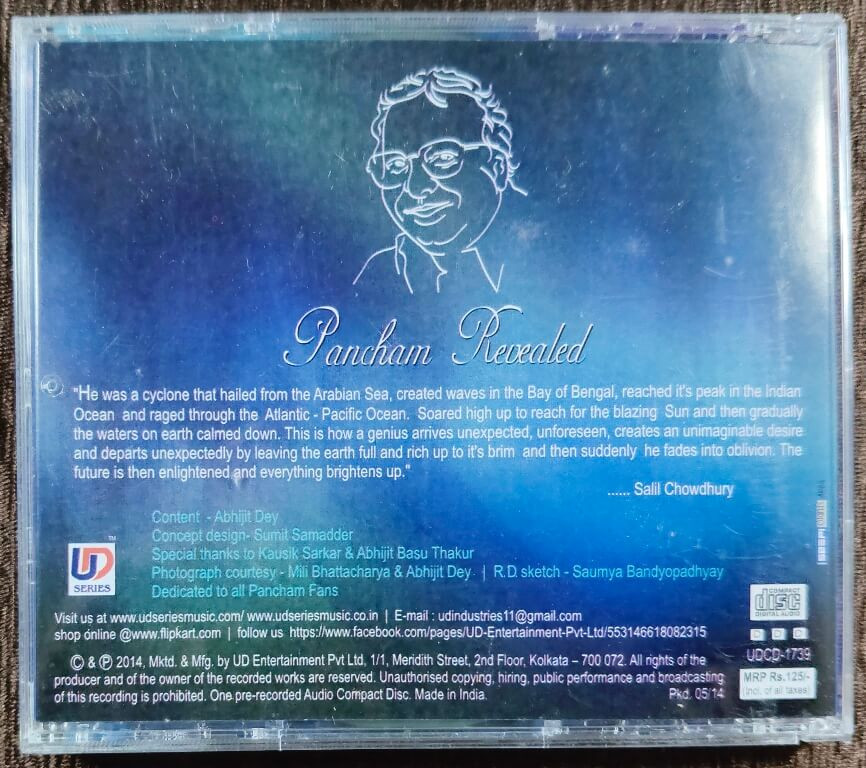 Pancham Revealed
"He was a cyclone that hailed from the Arabian Sea, created waves in the Bay of Bengal, reached it's peak in the Indian
Ocean and raged through the Atlantic - Pacific Ocean. Soared high up to reach for the blazing Sun and then gradually
the waters on earth calmed down. This is how a genius arrives unexpected, unforeseen, creates an unimaginable desire
and departs unexpectedly by leaving the earth full and rich up to it's brim and then suddenly he fades into oblivion. The
future is then enlightened and everything brightens up."
...... Salil Chowdhury
Content - Abhijit Dey
Concept design- Sumit Samadder
Special thanks to Kausik Sarkar & Abhijit Basu Thakur
Photograph courtesy - Mili Bhattacharya & Abhijit Dey | R.D. sketch - Saumya Bandyopadhyay
Dedicated to all Pancham Fans
UD TM
SERIES
Visit us at www.udseriesmusic.com/ www.udseriesmusic.co.in | E-mail : udindustries11@gmail.com
shop online @www.flipkart.com | follow us https://www.facebook.com/pages/UD-Entertainment-Pvt-Ltd/553146618082315
© & ℗ 2014, Mktd. & Mfg. by UD Entertainment Pvt Ltd, 1/1, Meridith Street, 2nd Floor, Kolkata – 700 072. All rights of the
producer and of the owner of the recorded works are reserved. Unauthorised copying, hiring, public performance and broadcasting
of this recording is prohibited. One pre-recorded Audio Compact Disc. Made in India.
Pkd. 05/14
COMPACT
disc
DIGITAL AUDIO
D D D
UDCD-1739
MRP Rs.125/-
(Incl. of all taxes)